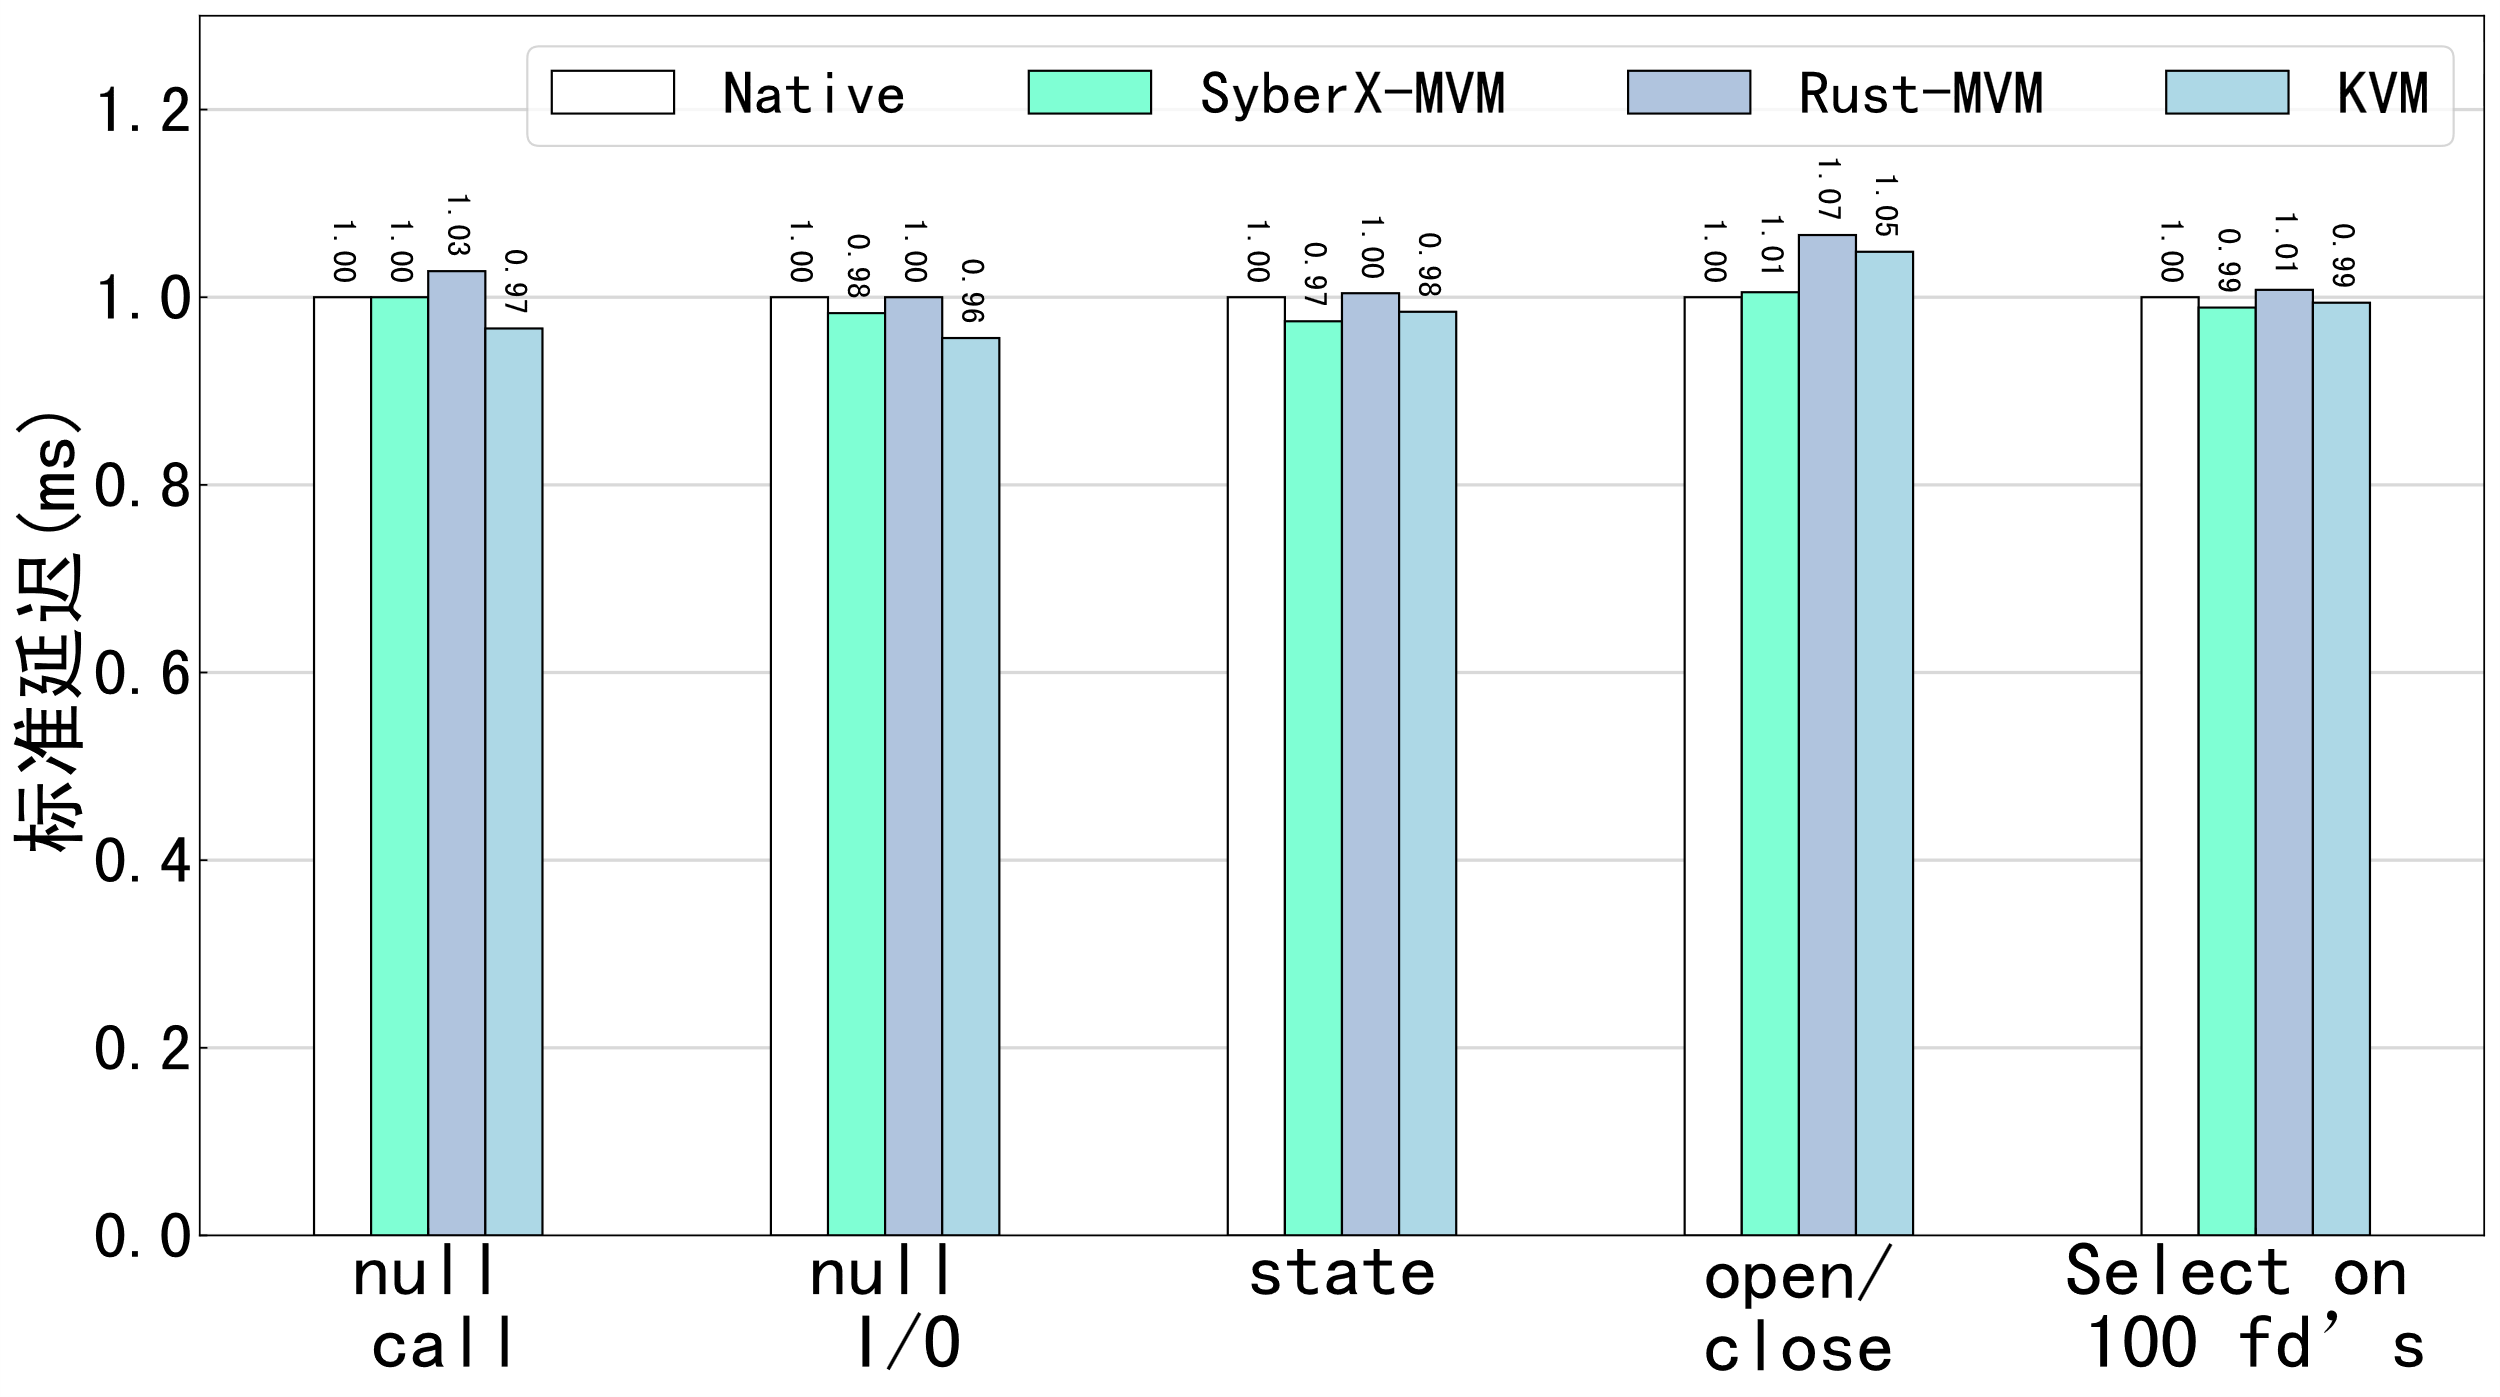 Native SyberX-MVM Rust-MVM KVM
1.2
1.0
0.8
0.6
0.4
0.2
0.0
标准延迟(ms)
1.00 1.00 1.03 0.97
1.00 0.98 1.00 0.96
1.00 0.97 1.00 0.98
1.00 1.01 1.07 1.05
1.00 0.99 1.01 0.99
null
call
null
I/O
state
open/
close
Select on
100 fd’s